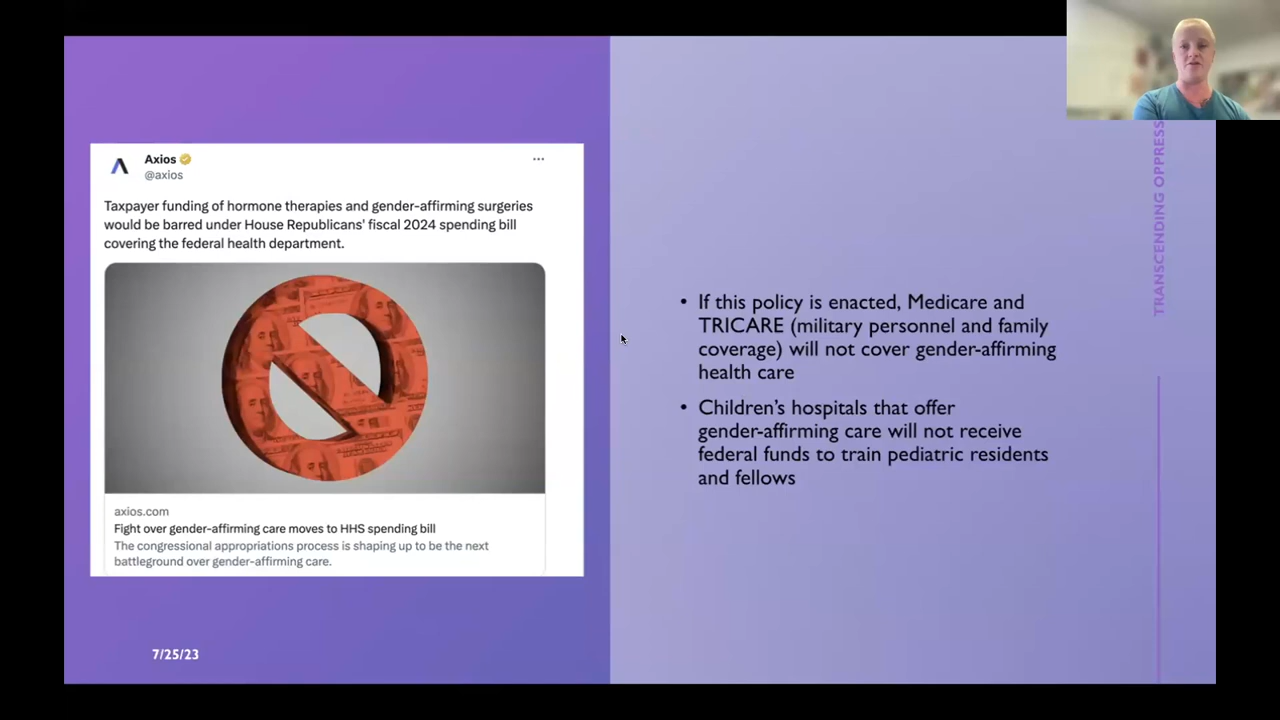 Axios
@axios
Taxpayer funding of hormone therapies and gender-affirming surgeries
would be barred under House Republicans' fiscal 2024 spending bill
covering the federal health department.
axios.com
Fight over gender-affirming care moves to HHS spending bill
The congressional appropriations process is shaping up to be the next
battleground over gender-affirming care.
7/25/23
• If this policy is enacted, Medicare and
TRICARE (military personnel and family
coverage) will not cover gender-affirming
health care
• Children’s hospitals that offer
gender-affirming care will not receive
federal funds to train pediatric residents
and fellows
TRANSCENDING OPPRESS